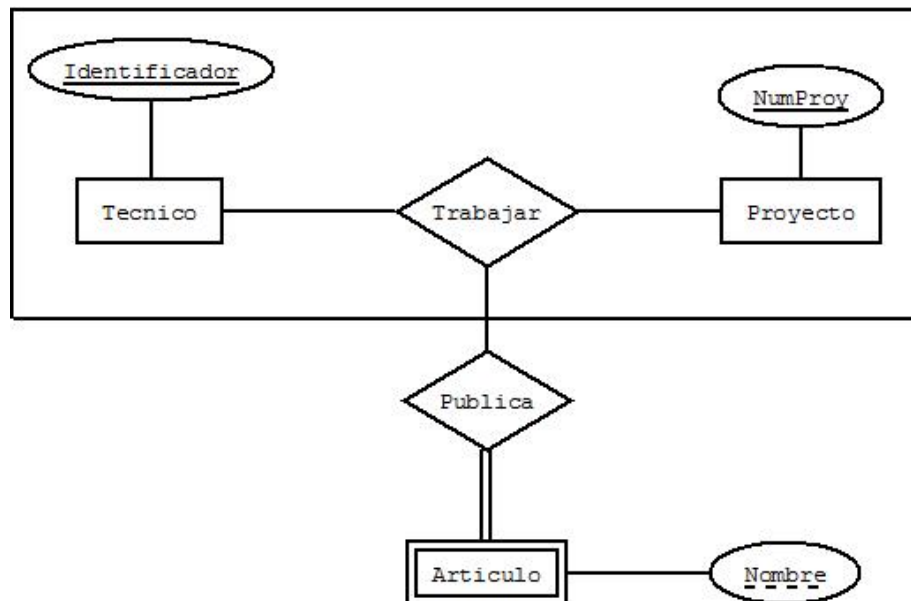 Identificador
NumProy
Tecnico
Trabajar
Proyecto
Publica
Articulo
Nombre